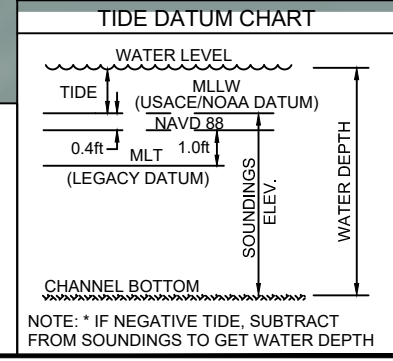 TIDE DATUM CHART
WATER LEVEL
TIDE
MLLW
(USACE/NOAA DATUM)
NAVD 88
0.4ft
MLT
1.0ft
(LEGACY DATUM)
SOUNDINGS
ELEV.
WATER DEPTH
CHANNEL BOTTOM
NOTE: * IF NEGATIVE TIDE, SUBTRACT
FROM SOUNDINGS TO GET WATER DEPTH